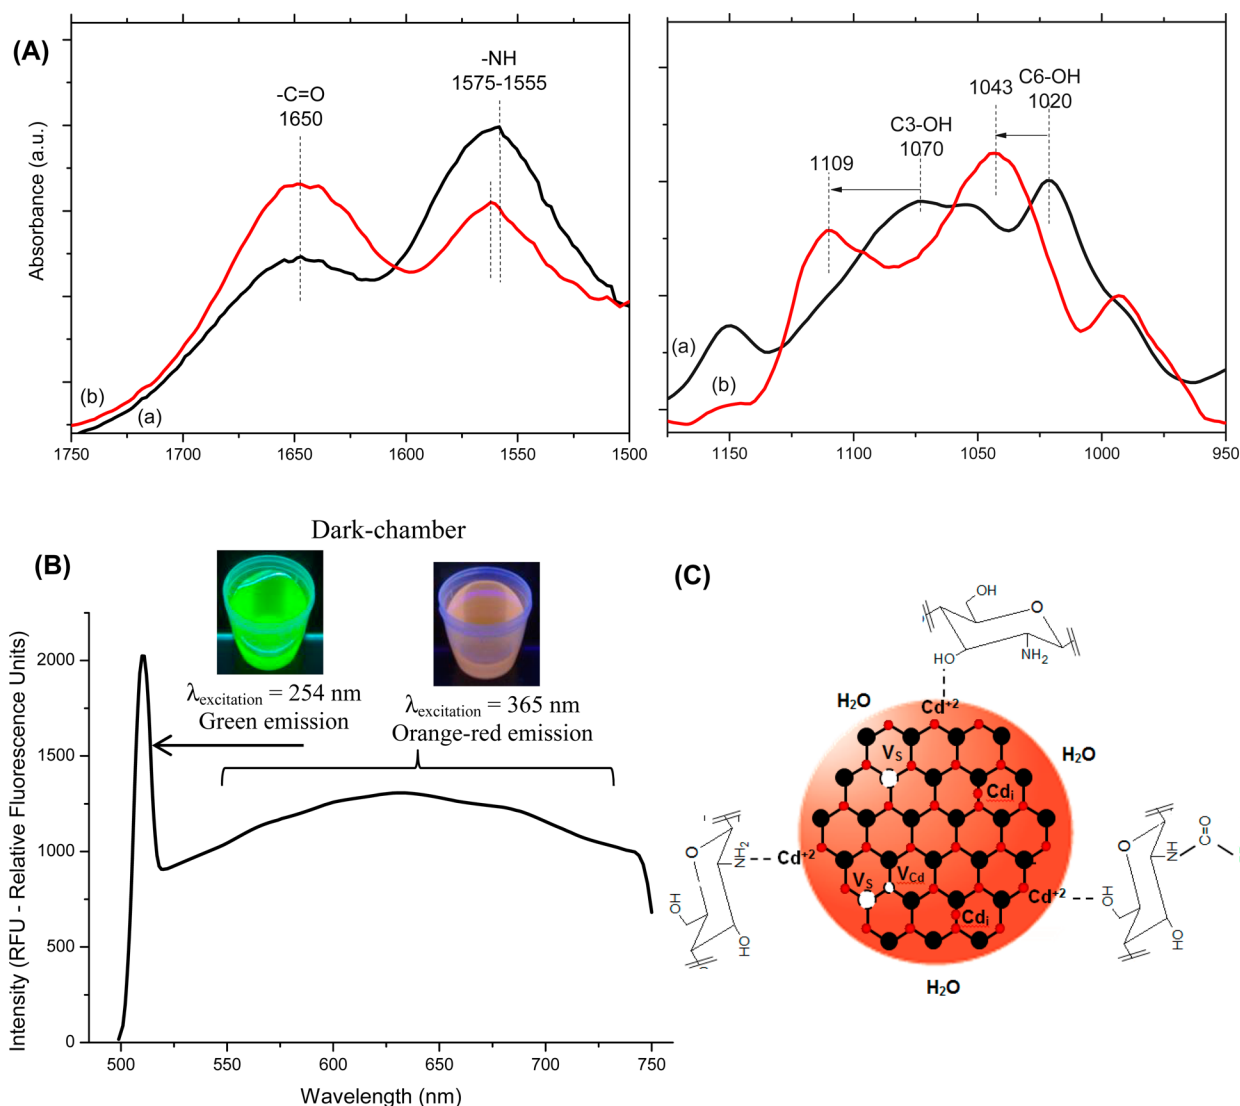 (A)
-C=O
1650
-NH
1575-1555
Absorbance (a.u.)
(b)
(a)
1750
1700
1650
1600
1550
1500
1109
C3-OH
1070
1043
C6-OH
1020
(a)
(b)
1150
1100
1050
1000
950
(B)
Dark-chamber
λexcitation = 254 nm
Green emission
λexcitation = 365 nm
Orange-red emission
Intensity (RFU - Relative Fluorescence Units)
2000
1500
1000
500
0
500
550
600
650
700
750
Wavelength (nm)
(C)
OH
O
HO
NH2
H2O
Cd+2
H2O
VS
Cdi
O
NH2
OH
HO
Cd+2
VS
VCd
Cdi
Cd+2
O
NH
C=O
OH
HO
H2O